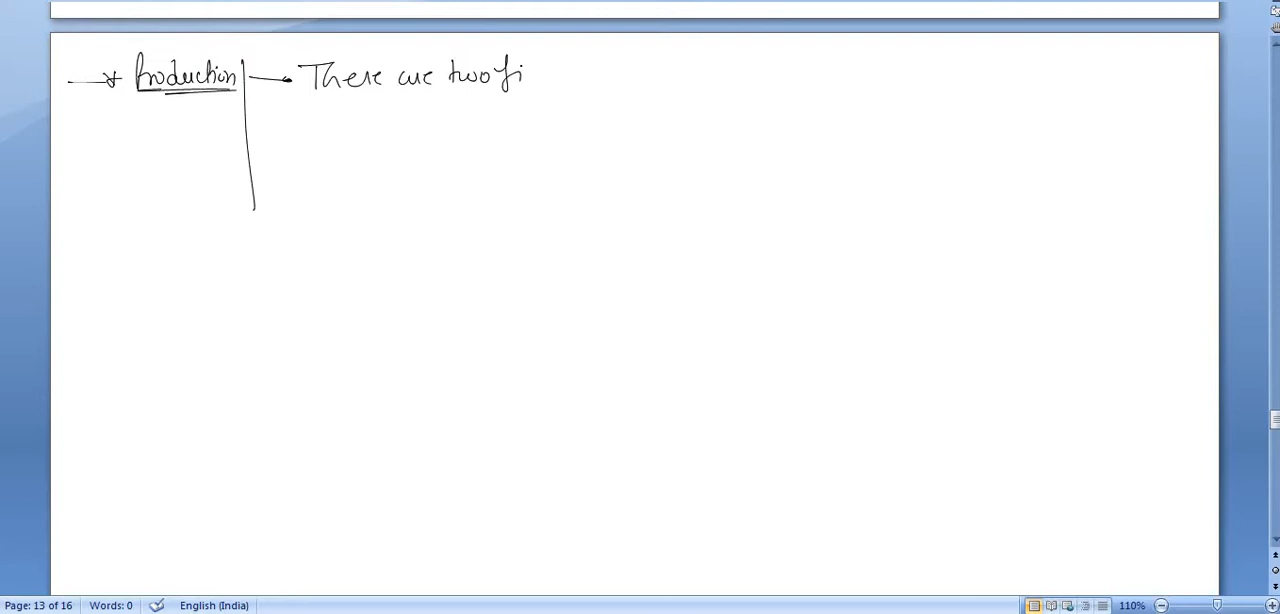 Production → There are two fi
Page: 13 of 16 Words: 0 English (India) 110%